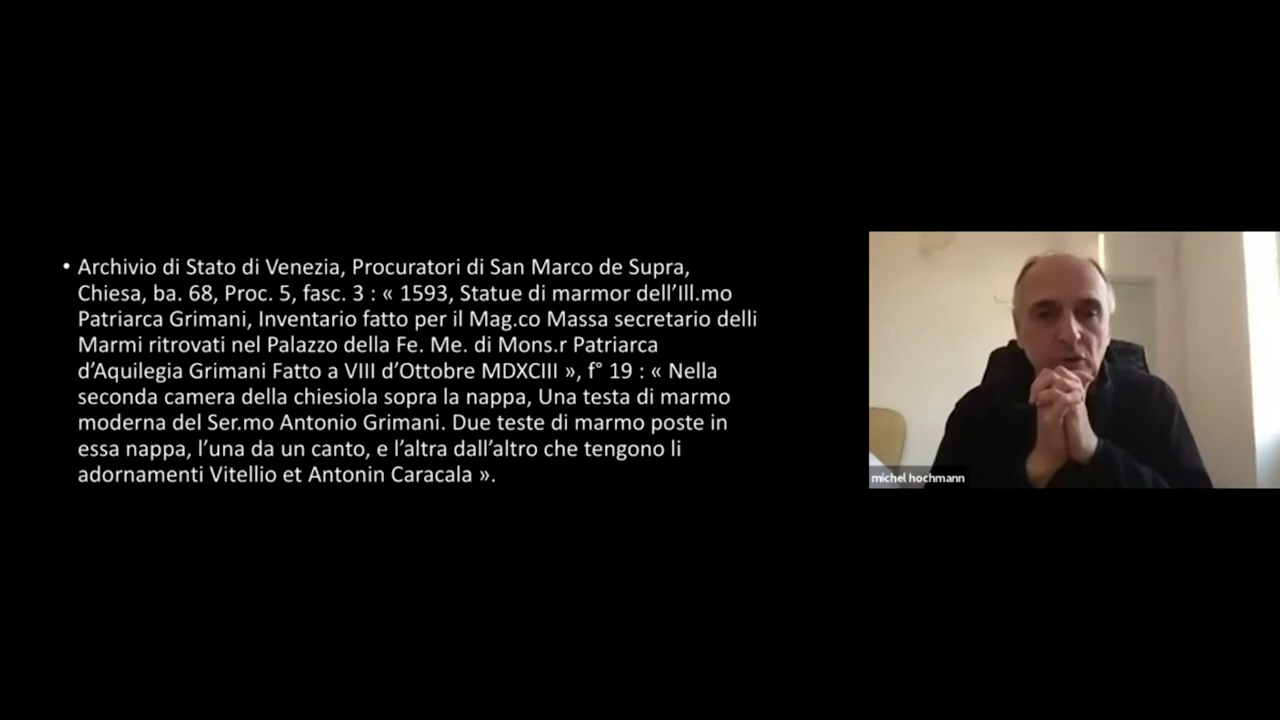 • Archivio di Stato di Venezia, Procuratori di San Marco de Supra,
Chiesa, ba. 68, Proc. 5, fasc. 3 : « 1593, Statue di marmor dell’Ill.mo
Patriarca Grimani, Inventario fatto per il Mag.co Massa secretario delli
Marmi ritrovati nel Palazzo della Fe. Me. di Mons.r Patriarca
d’Aquilegia Grimani Fatto a VIII d’Ottobre MDXCIII », f° 19 : « Nella
seconda camera della chiesiola sopra la nappa, Una testa di marmo
moderna del Ser.mo Antonio Grimani. Due teste di marmo poste in
essa nappa, l’una da un canto, e l’altra dall’altro che tengono li
adornamenti Vitellio et Antonin Caracala ».
michel hochmann